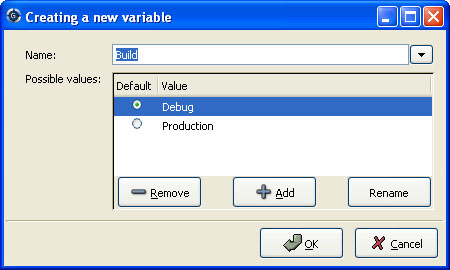 Creating a new variable
Name: Build
Possible values:
Default Value
Debug
Production
Remove Add Rename
OK Cancel